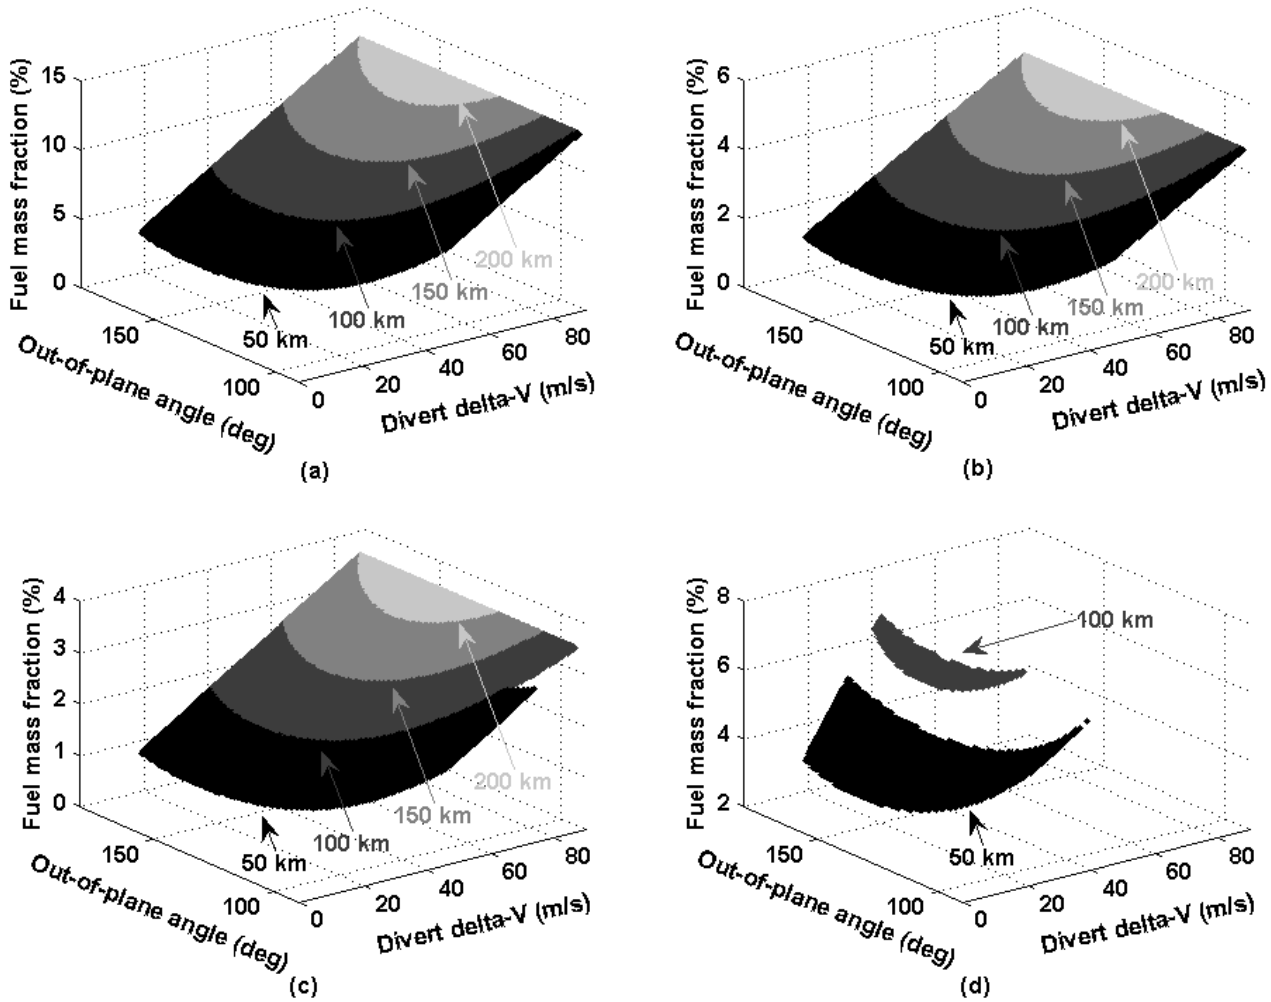 Fuel mass fraction (%)
15
10
5
0
150
100
Out-of-plane angle (deg)
0
20
40
60
80
Divert delta-V (m/s)
200 km
150 km
100 km
50 km
(a)
Fuel mass fraction (%)
6
4
2
0
150
100
Out-of-plane angle (deg)
0
20
40
60
80
Divert delta-V (m/s)
200 km
150 km
100 km
50 km
(b)
Fuel mass fraction (%)
4
3
2
1
0
150
100
Out-of-plane angle (deg)
0
20
40
60
80
Divert delta-V (m/s)
200 km
150 km
100 km
50 km
(c)
Fuel mass fraction (%)
8
6
4
2
150
100
Out-of-plane angle (deg)
0
20
40
60
80
Divert delta-V (m/s)
100 km
50 km
(d)